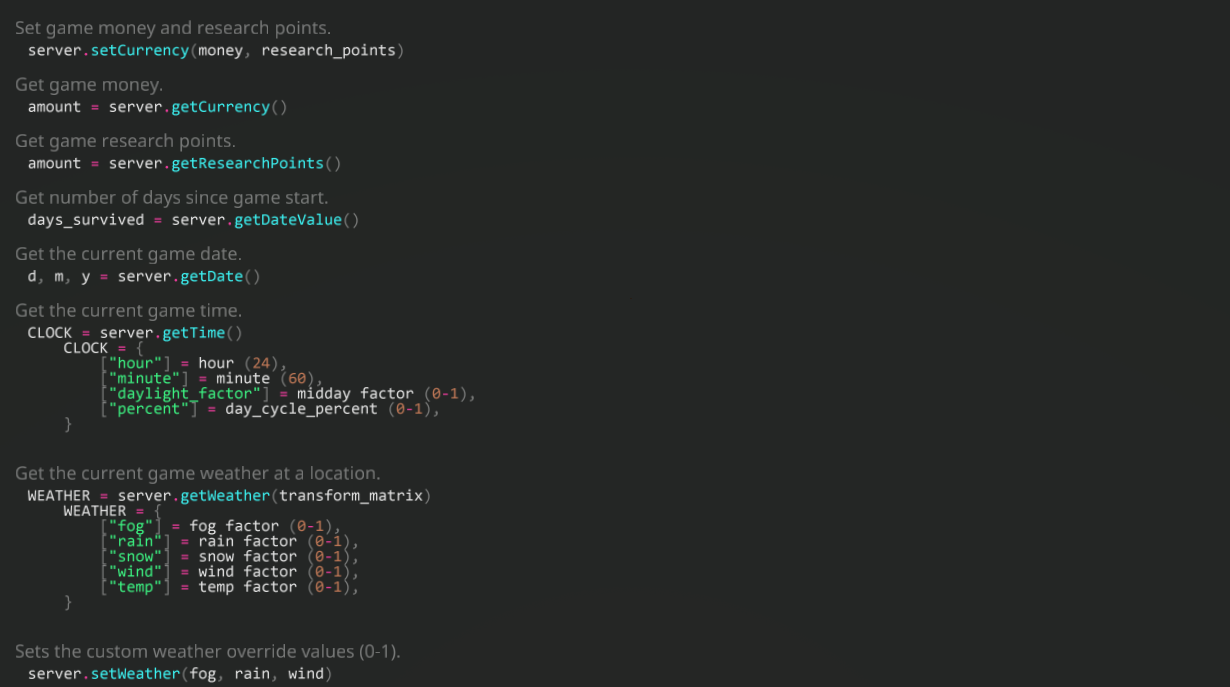 Set game money and research points.
server.setCurrency(money, research_points)
Get game money.
amount = server.getCurrency()
Get game research points.
amount = server.getResearchPoints()
Get number of days since game start.
days_survived = server.getDateValue()
Get the current game date.
d, m, y = server.getDate()
Get the current game time.
CLOCK = server.getTime()
CLOCK = {
["hour"] = hour (24),
["minute"] = minute (60),
["daylight_factor"] = midday factor (0-1),
["percent"] = day_cycle_percent (0-1),
}
Get the current game weather at a location.
WEATHER = server.getWeather(transform_matrix)
WEATHER = {
["fog"] = fog factor (0-1),
["rain"] = rain factor (0-1),
["snow"] = snow factor (0-1),
["wind"] = wind factor (0-1),
["temp"] = temp factor (0-1),
}
Sets the custom weather override values (0-1).
server.setWeather(fog, rain, wind)